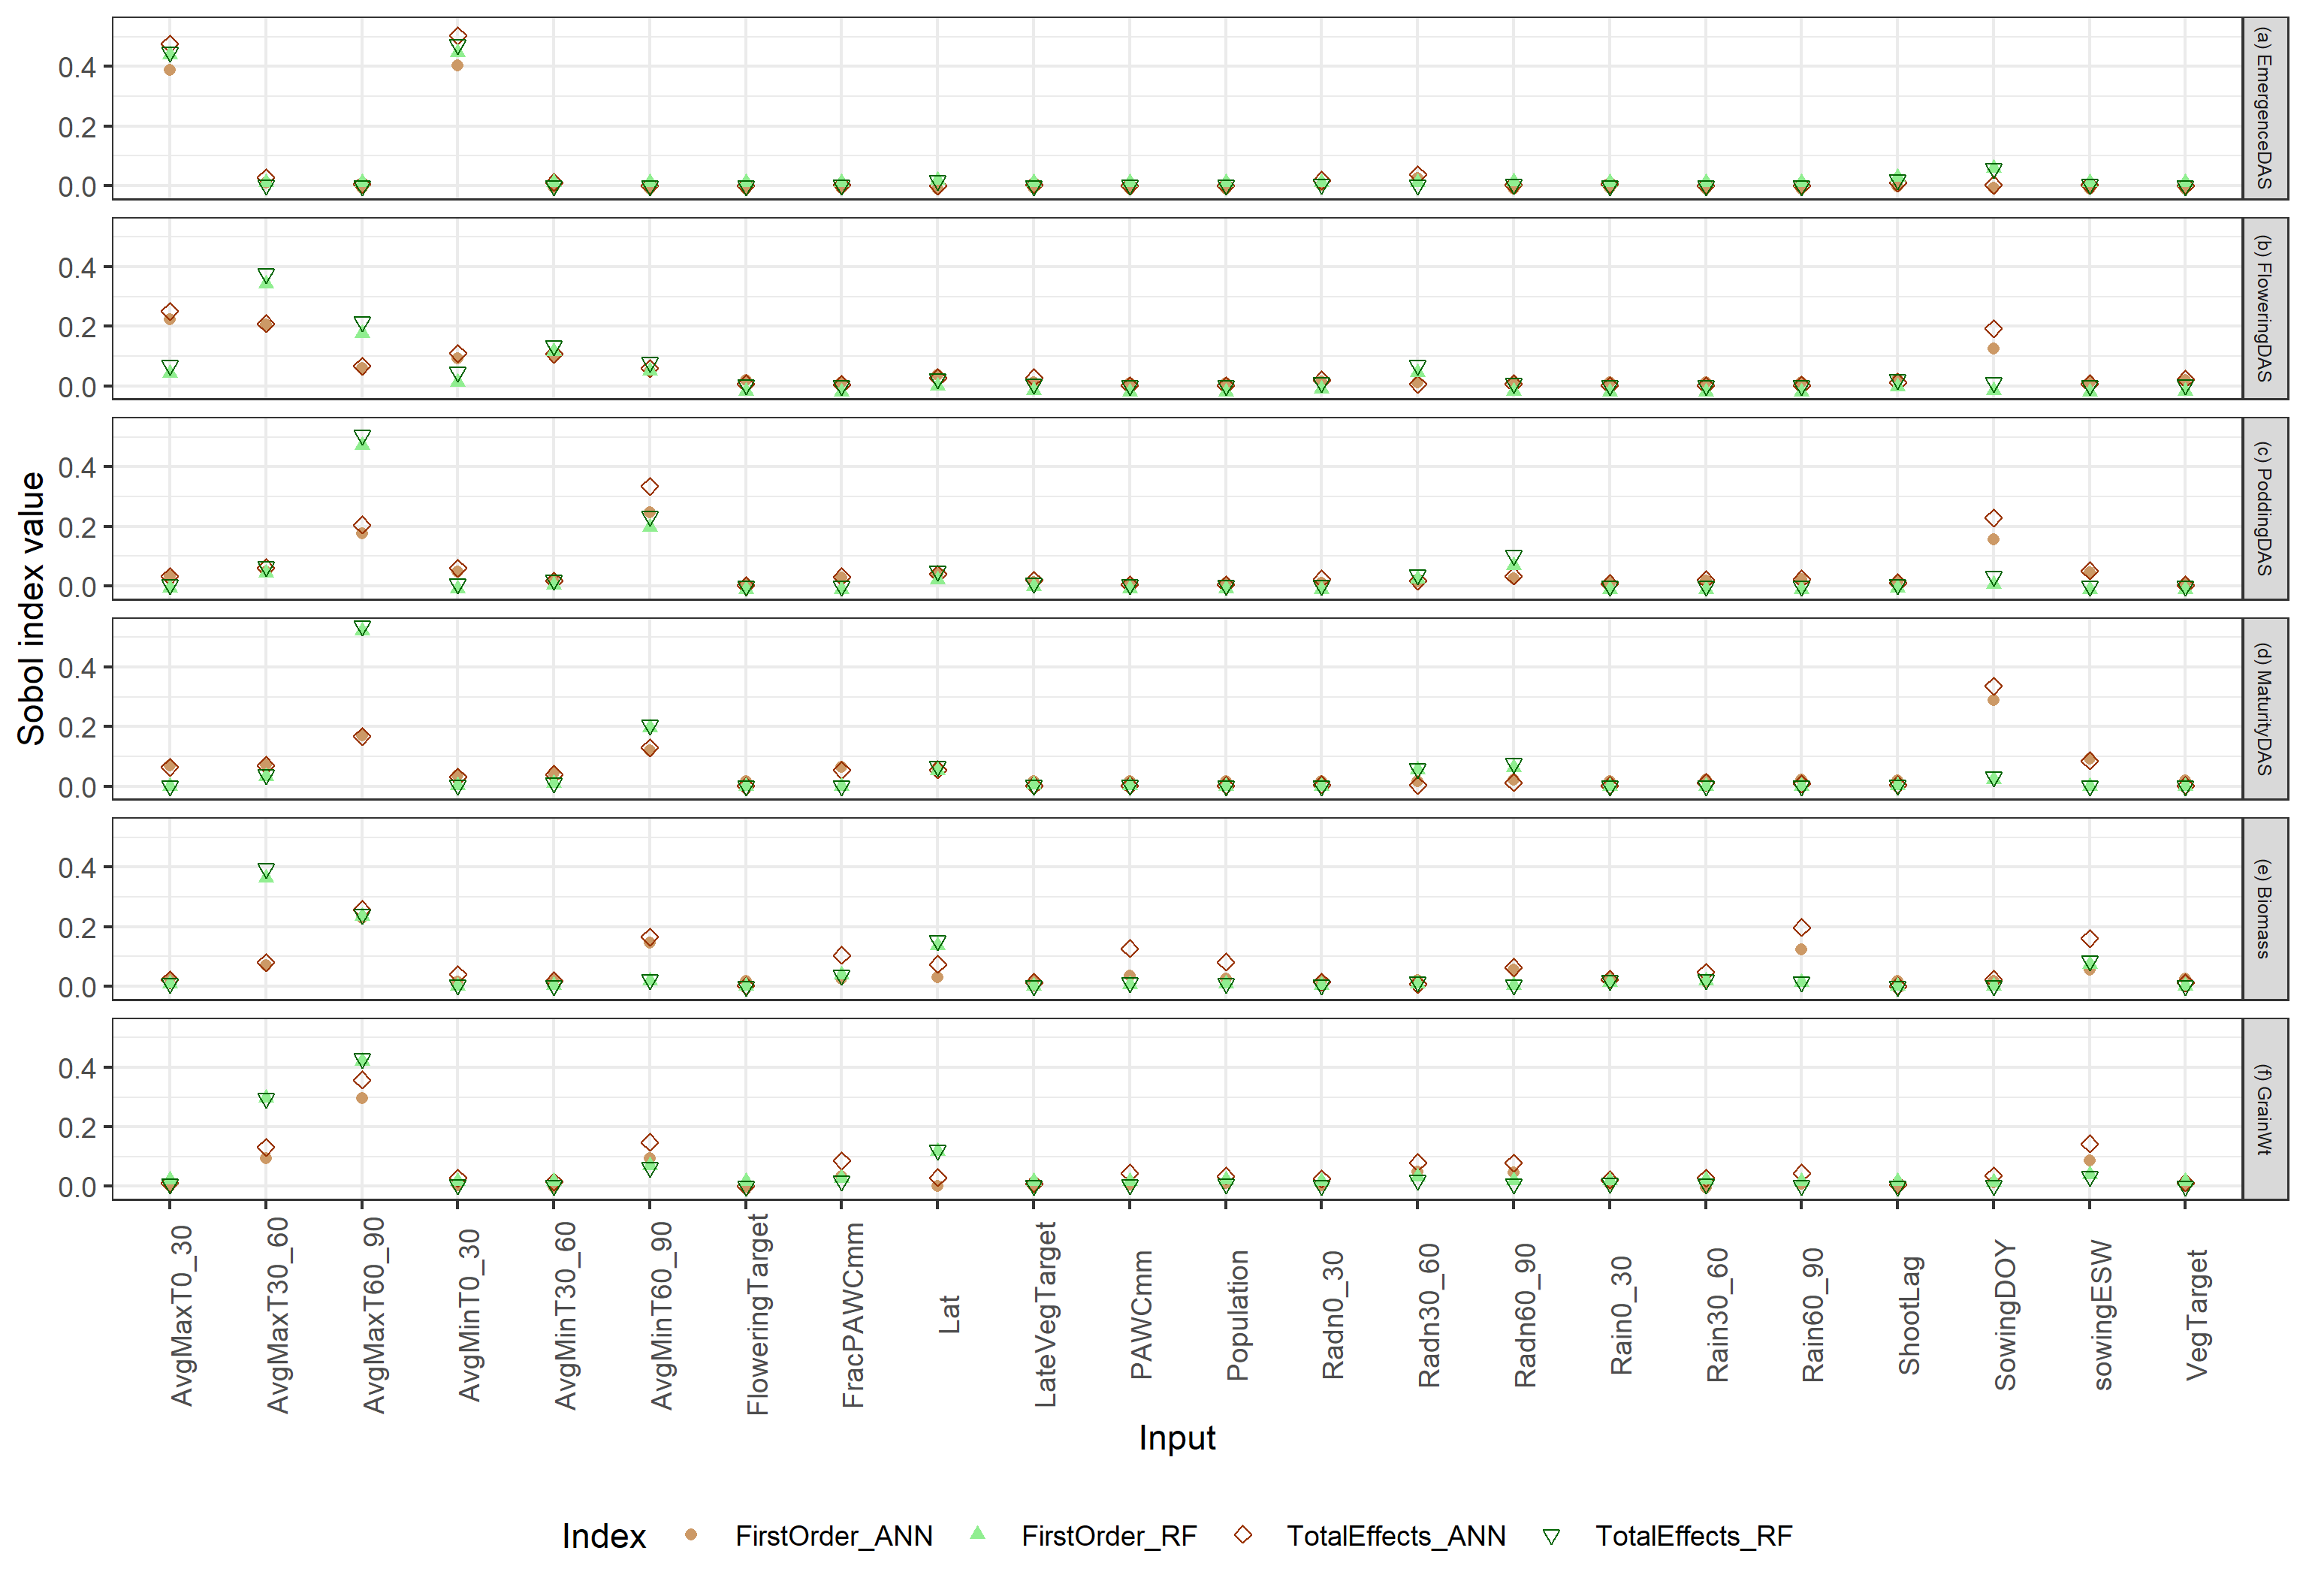 Sobol index value
0.4
0.2
0.0
(a) EmergenceDAS
0.4
0.2
0.0
(b) FloweringDAS
0.4
0.2
0.0
(c) PoddingDAS
0.4
0.2
0.0
(d) MaturityDAS
0.4
0.2
0.0
(e) Biomass
0.4
0.2
0.0
(f) GrainWt
AvgMaxT0_30
AvgMaxT30_60
AvgMaxT60_90
AvgMinT0_30
AvgMinT30_60
AvgMinT60_90
FloweringTarget
FracPAWCmm
Lat
LateVegTarget
PAWCmm
Population
Radn0_30
Radn30_60
Radn60_90
Rain0_30
Rain30_60
Rain60_90
ShootLag
SowingDOY
sowingESW
VegTarget
Input
Index FirstOrder_ANN FirstOrder_RF TotalEffects_ANN TotalEffects_RF